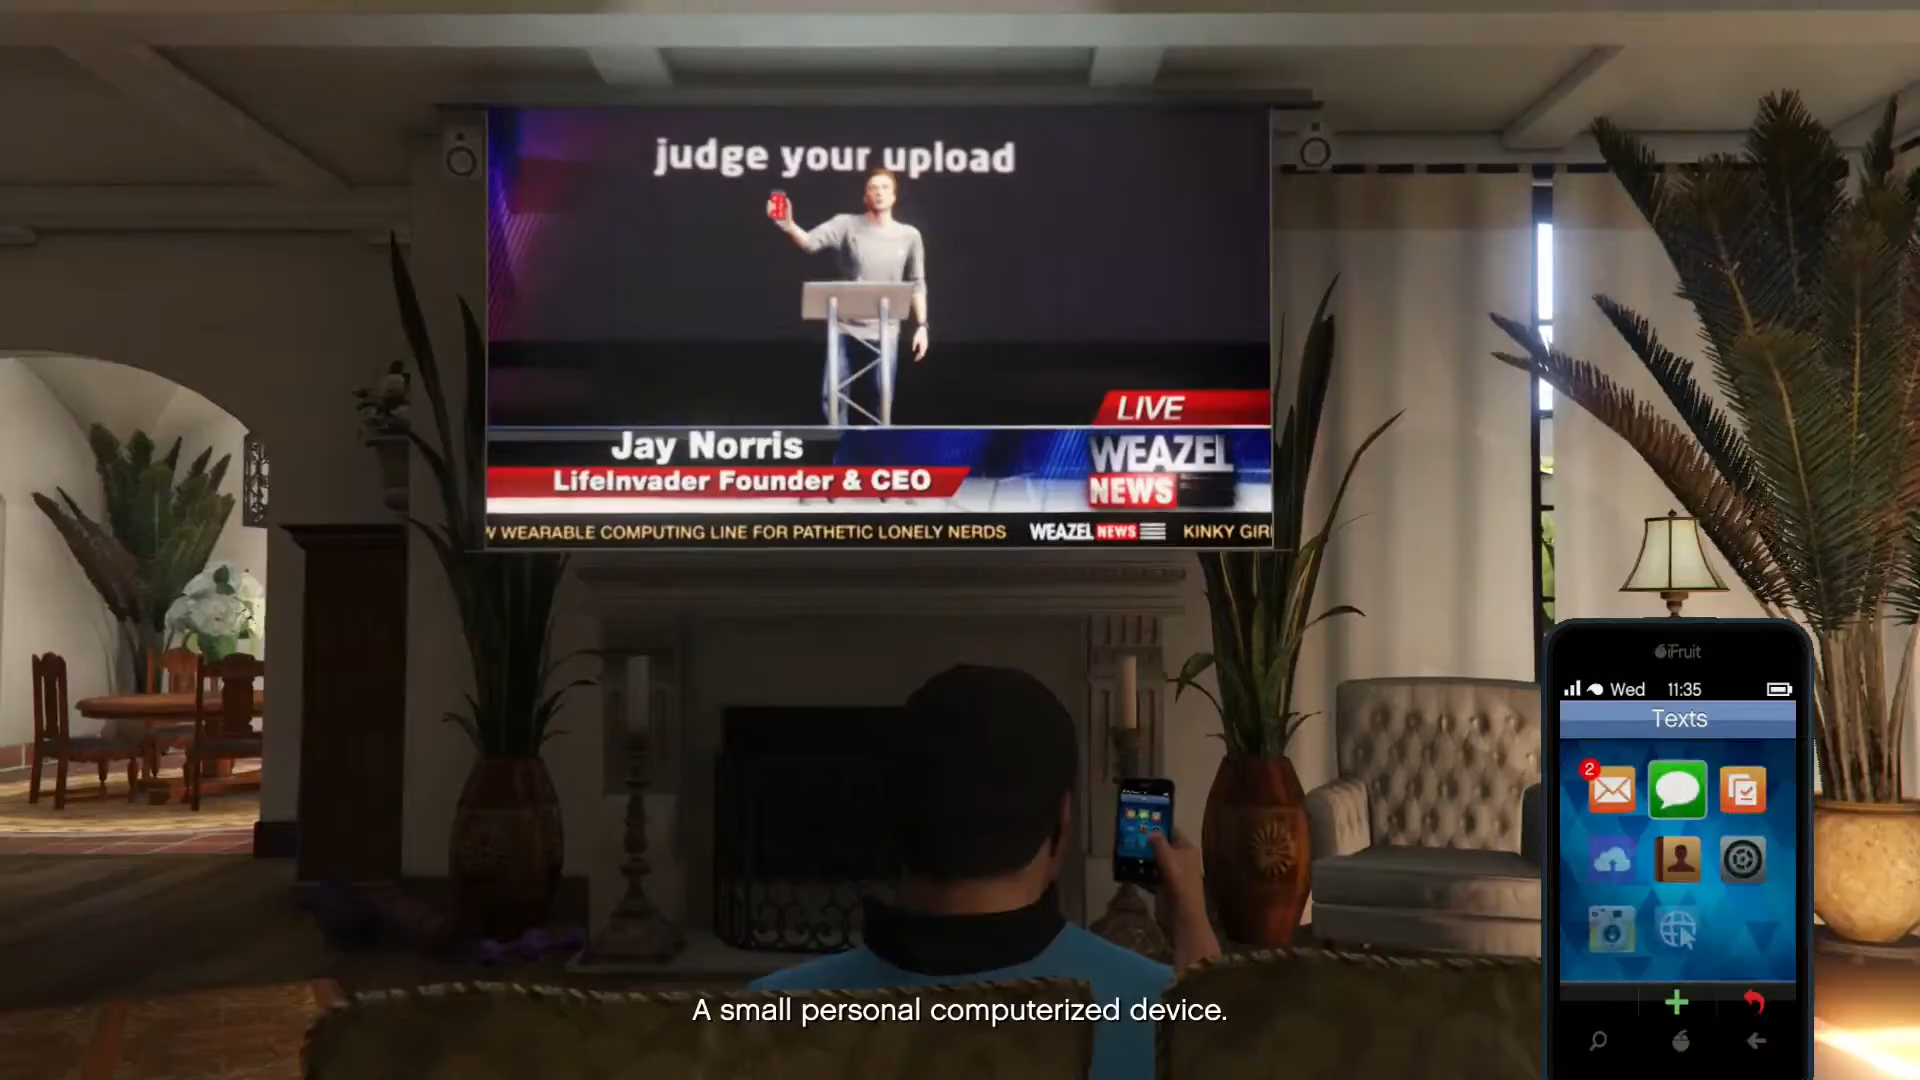 judge your upload
LIVE
Jay Norris
LifeInvader Founder & CEO
WEAZEL
NEWS
WEARABLE COMPUTING LINE FOR PATHETIC LONELY NERDS WEAZEL NEWS KINKY GIR
iFruit
Wed 11:35
Texts
2
A small personal computerized device.